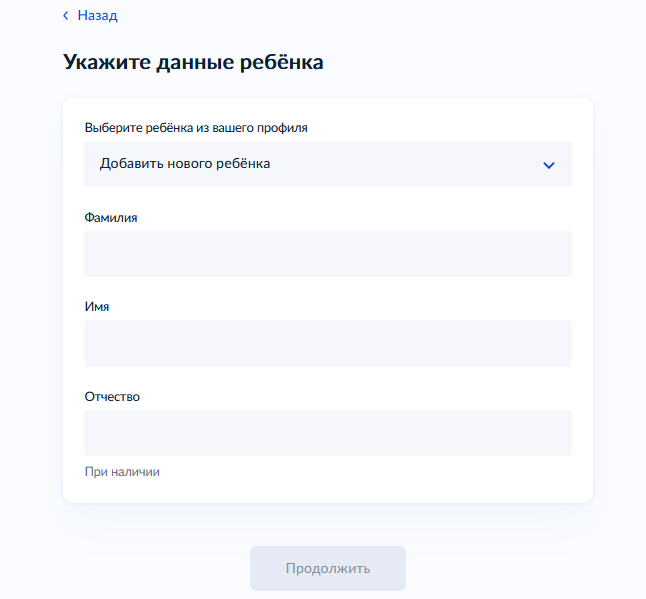 Назад
Укажите данные ребёнка
Выберите ребёнка из вашего профиля
Добавить нового ребёнка
Фамилия
Имя
Отчество
При наличии
Продолжить